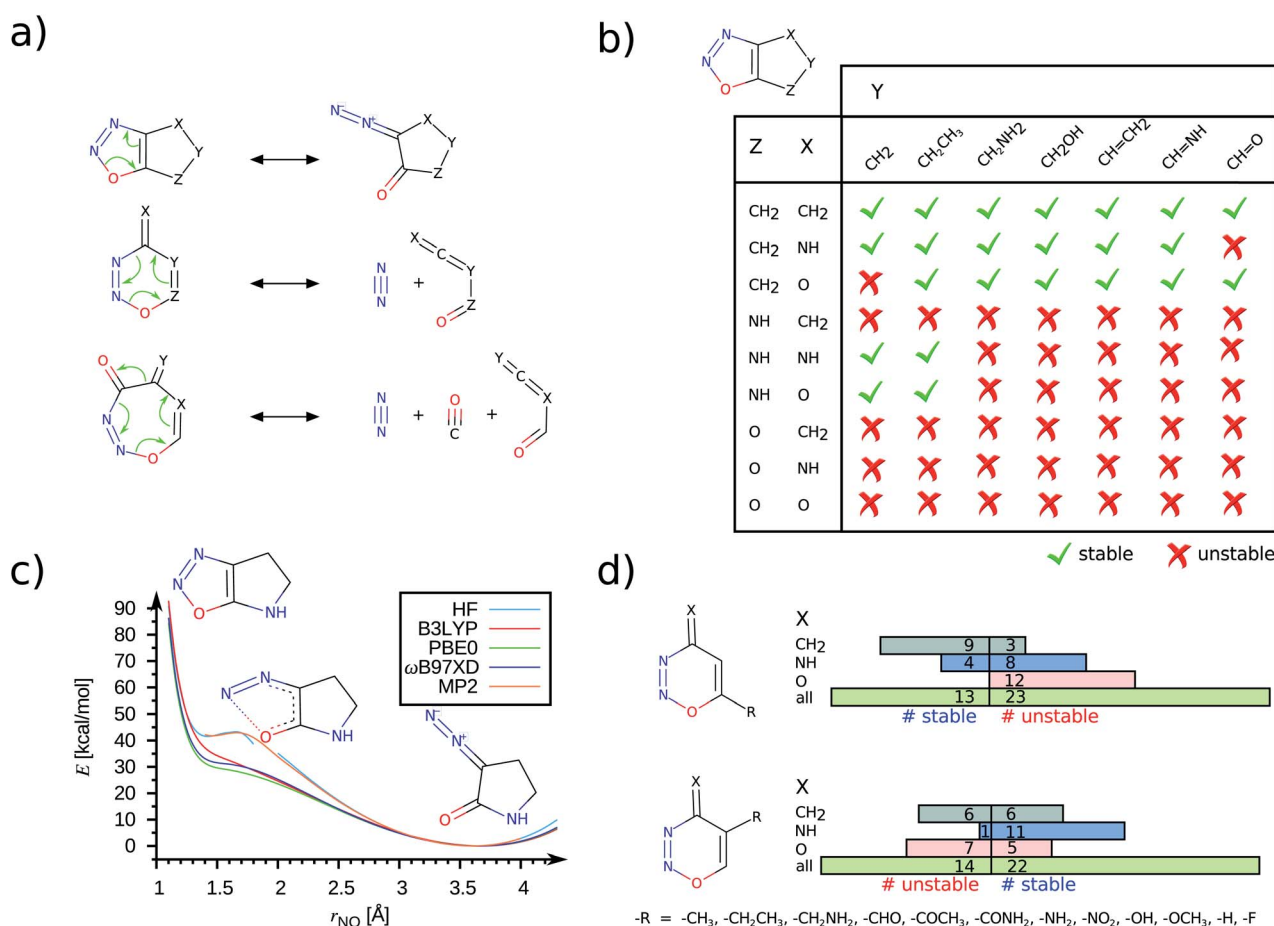 a)
N X
N Y
O Z
N⁻
N⁺ X
Y
Z
O
X
N Y
N Z
O
N
N
+
X
C
Y
Z
O
O Y
N X
N O
N
N
+
O
C
+
Y
C
X
O
b)
N X
N Y
O Z
Y
Z X CH2 CH₂CH₃ CH₂NH2 CH2OH CH=CH2 CH=NH CH=O
CH₂ CH₂
CH₂ NH
CH₂ O
NH CH₂
NH NH
NH O
O CH₂
O NH
O O
stable unstable
c)
N
N
O NH
N
N
O NH
N⁻
N⁺
O NH
HF
B3LYP
PBE0
ωB97XD
MP2
E [kcal/mol]
90
80
70
60
50
40
30
20
10
0
1 1.5 2 2.5 3 3.5 4
rNO [Å]
d)
X
N
N
O R
X
CH₂ 9 3
NH 4 8
O 12
all 13 23
# stable # unstable
X
N R
N
O
X
CH₂ 6 6
NH 1 11
O 7 5
all 14 22
# unstable # stable
-R = -CH₃, -CH₂CH₃, -CH₂NH₂, -CHO, -COCH₃, -CONH₂, -NH₂, -NO₂, -OH, -OCH₃, -H, -F